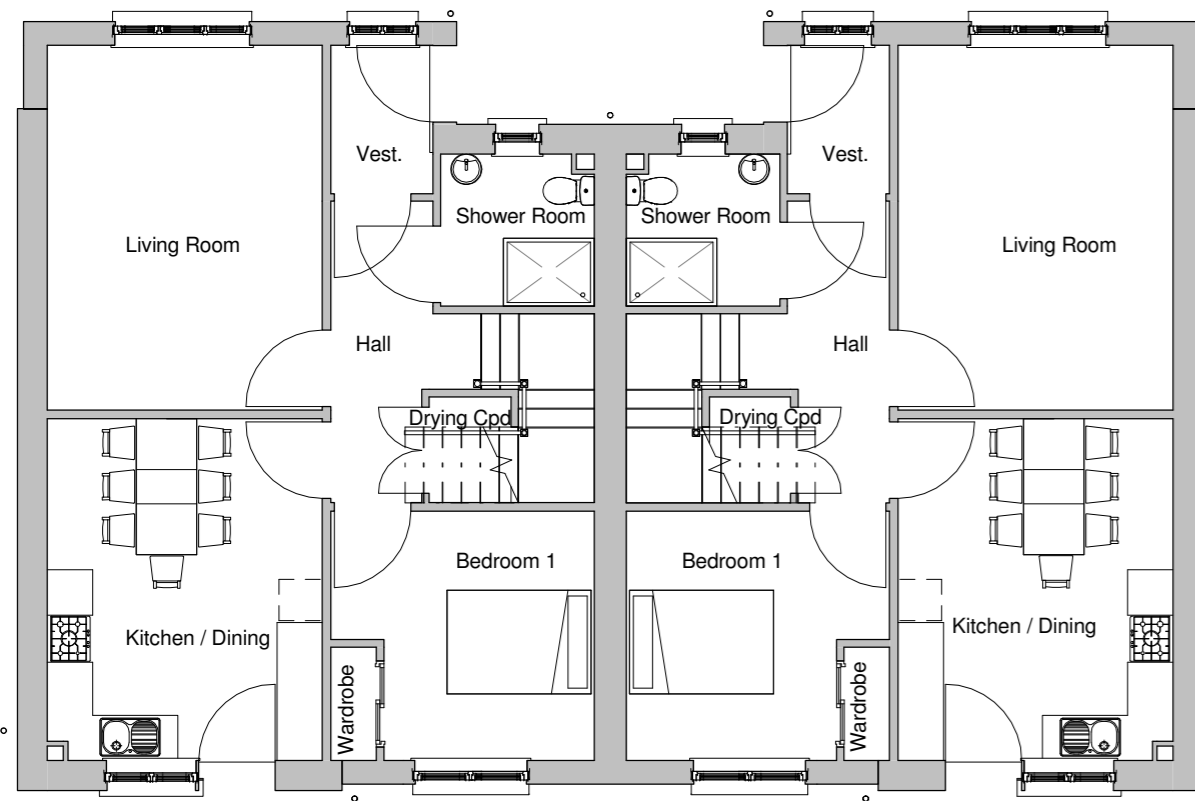 Vest.
Vest.
Shower Room
Shower Room
Living Room
Living Room
Hall
Hall
Drying Cpd
Drying Cpd
Bedroom 1
Bedroom 1
Kitchen / Dining
Kitchen / Dining
Wardrobe
Wardrobe